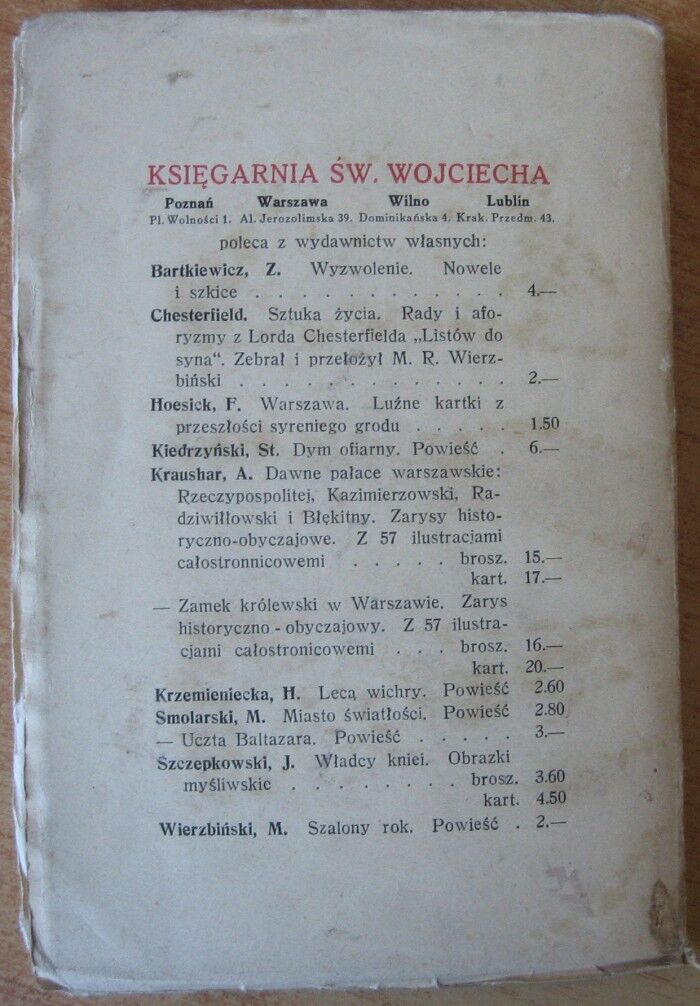 KSIĘGARNIA ŚW. WOJCIECHA
Poznań Warszawa Wilno Lublin
Pl. Wolności 1. Al. Jerozolimska 39. Dominikańska 4. Krak. Przedm. 43.
poleca z wydawnictw własnych:
Bartkiewicz, Z. Wyzwolenie. Nowele
i szkice . . . . . . . . . . . . 4.—
Chesterfield. Sztuka życia. Rady i afo-
ryzmy z Lorda Chesterfielda „Listów do
syna“. Zebrał i przełożył M. R. Wierz-
biński . . . . . . . . . . . . . 2.—
Hoesick, F. Warszawa. Luźne kartki z
przeszłości syreniego grodu . . . . . 1.50
Kiedrzyński, St. Dym ofiarny. Powieść . 6.—
Kraushar, A. Dawne pałace warszawskie:
Rzeczypospolitej, Kazimierzowski, Ra-
dziwiłłowski i Błękitny. Zarysy histo-
ryczno-obyczajowe. Z 57 ilustracjami
całostronnicowemi . . . . . brosz. 15.—
kart. 17.—
— Zamek królewski w Warszawie. Zarys
historyczno-obyczajowy. Z 57 ilustra-
cjami całostronicowemi . . . brosz. 16.—
kart. 20.—
Krzemieniecka, H. Lecą wichry. Powieść 2.60
Smolarski, M. Miasto światłości. Powieść 2.80
— Uczta Baltazara. Powieść . . . . . 3.—
Szczepkowski, J. Władcy kniei. Obrazki
myśliwskie . . . . . . . . brosz. 3.60
kart. 4.50
Wierzbiński, M. Szalony rok. Powieść . 2.—